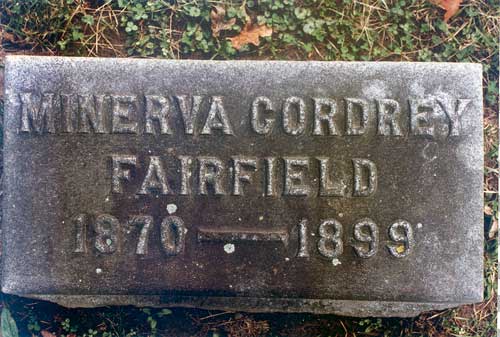 MINERVA CORDREY
FAIRFIELD
1870 — 1899